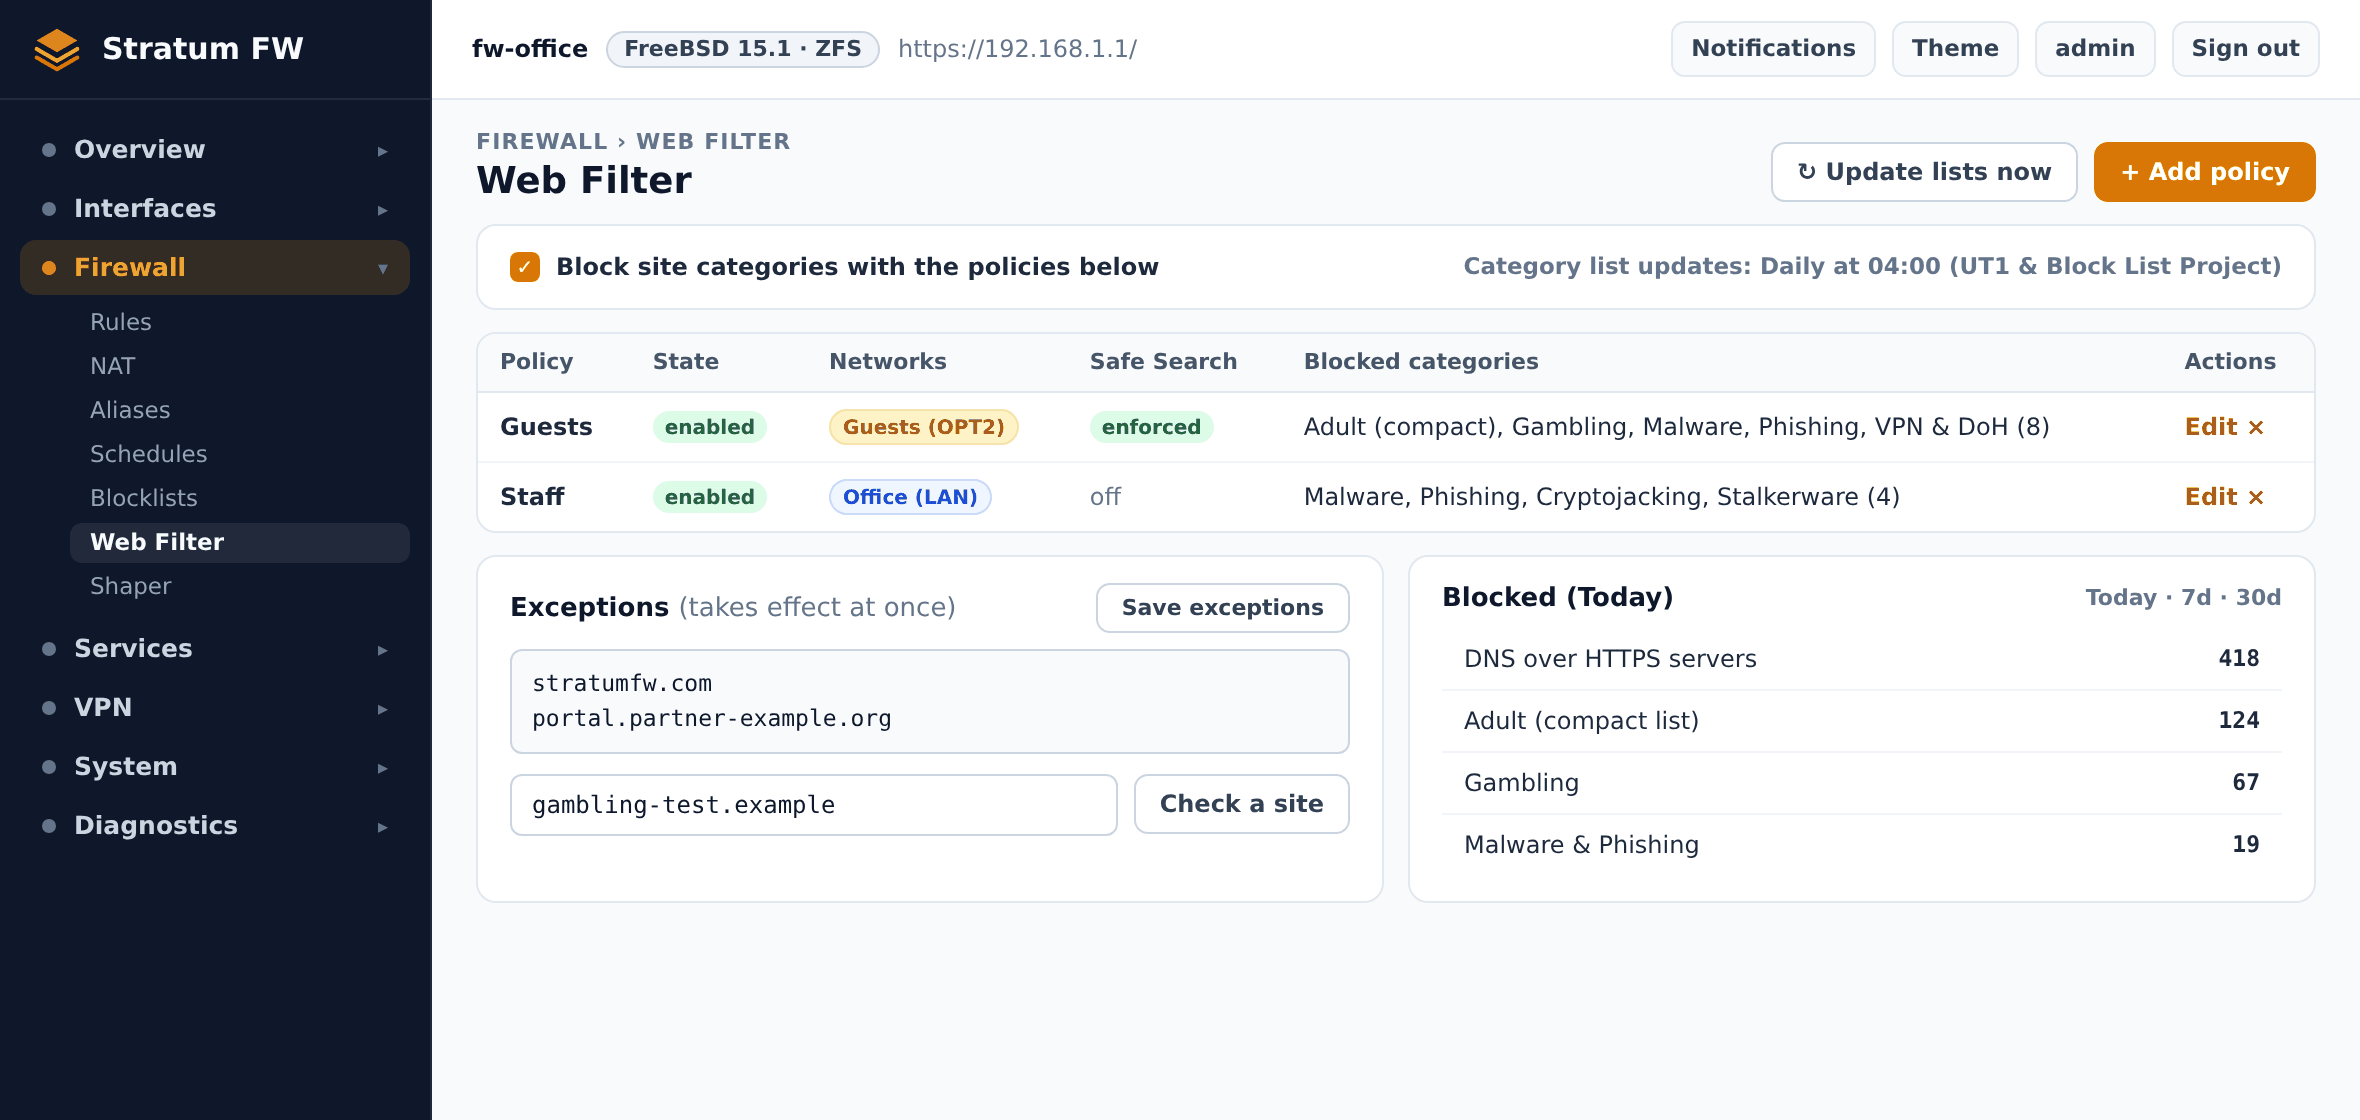 Stratum FW
fw-office FreeBSD 15.1 · ZFS https://192.168.1.1/ Notifications Theme admin Sign out
Overview ▸
Interfaces ▸
Firewall ▾
Rules
NAT
Aliases
Schedules
Blocklists
Web Filter
Shaper
Services ▸
VPN ▸
System ▸
Diagnostics ▸
FIREWALL › WEB FILTER
Web Filter
↻ Update lists now + Add policy
✓ Block site categories with the policies below Category list updates: Daily at 04:00 (UT1 & Block List Project)
Policy State Networks Safe Search Blocked categories Actions
Guests enabled Guests (OPT2) enforced Adult (compact), Gambling, Malware, Phishing, VPN & DoH (8) Edit ×
Staff enabled Office (LAN) off Malware, Phishing, Cryptojacking, Stalkerware (4) Edit ×
Exceptions (takes effect at once) Save exceptions
stratumfw.com
portal.partner-example.org
gambling-test.example Check a site
Blocked (Today) Today · 7d · 30d
DNS over HTTPS servers 418
Adult (compact list) 124
Gambling 67
Malware & Phishing 19